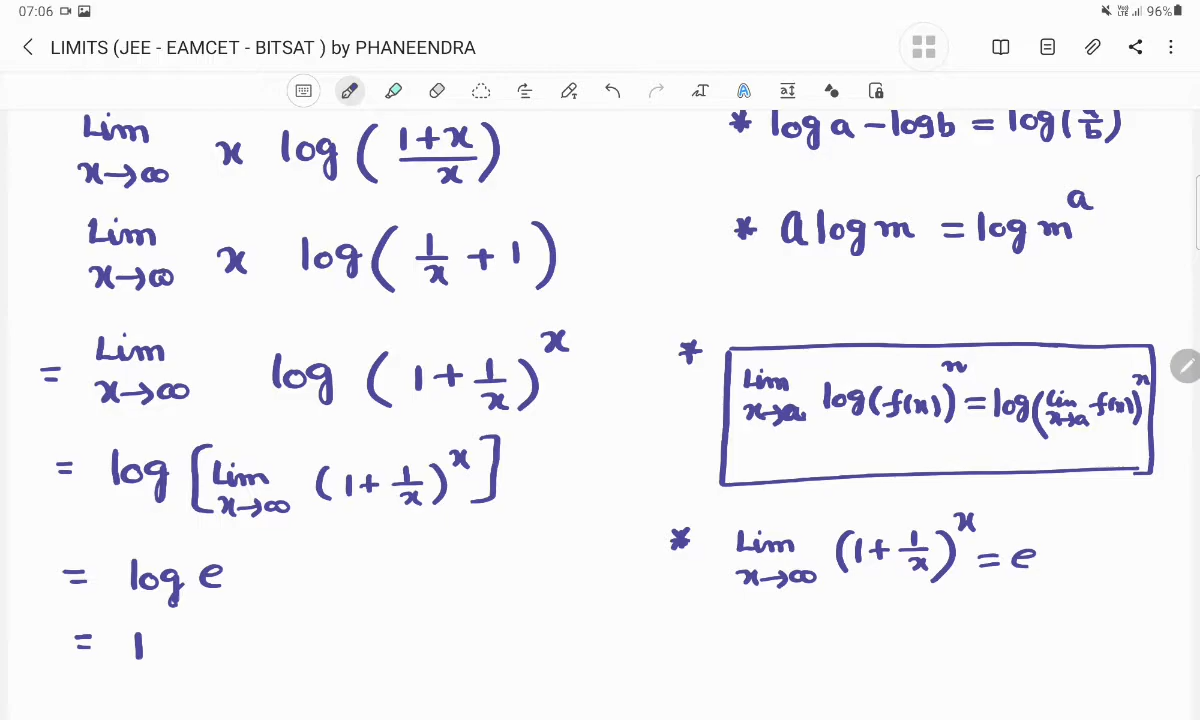 07:06 Vo) LTE 96%
LIMITS (JEE - EAMCET - BITSAT ) by PHANEENDRA
Lim x→∞ x log(1+x/x)
Lim x→∞ x log(1/x + 1)
= Lim x→∞ log(1+1/x)^x
= log[Lim x→∞ (1+1/x)^x]
= log e
= 1
* log a − log b = log(a/b)
* a log m = log m^a
* Lim x→a log(f(x))^n = log(Lim x→a f(x))^n
* Lim x→∞ (1+1/x)^x = e